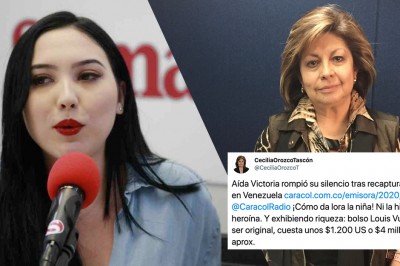 CeciliaOrozcoTascón
@CeciliaOrozcoT
Aída Victoria rompió su silencio tras recaptura
en Venezuela caracol.com.co/emisora/2020/
@CaracolRadio ¡Cómo da lora la niña! Ni la hi
heroína. Y exhibiendo riqueza: bolso Louis Vu
ser original, cuesta unos $1.200 US o $4 mill
aprox.